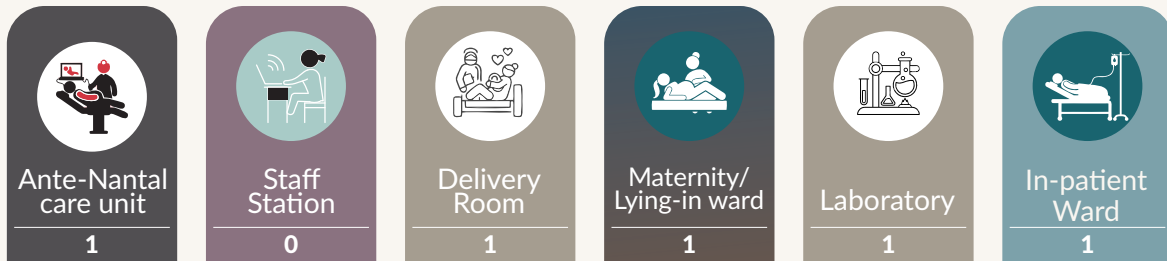 Ante-Nantal
care unit
1
Staff
Station
0
Delivery
Room
1
Maternity/
Lying-in ward
1
Laboratory
1
In-patient
Ward
1